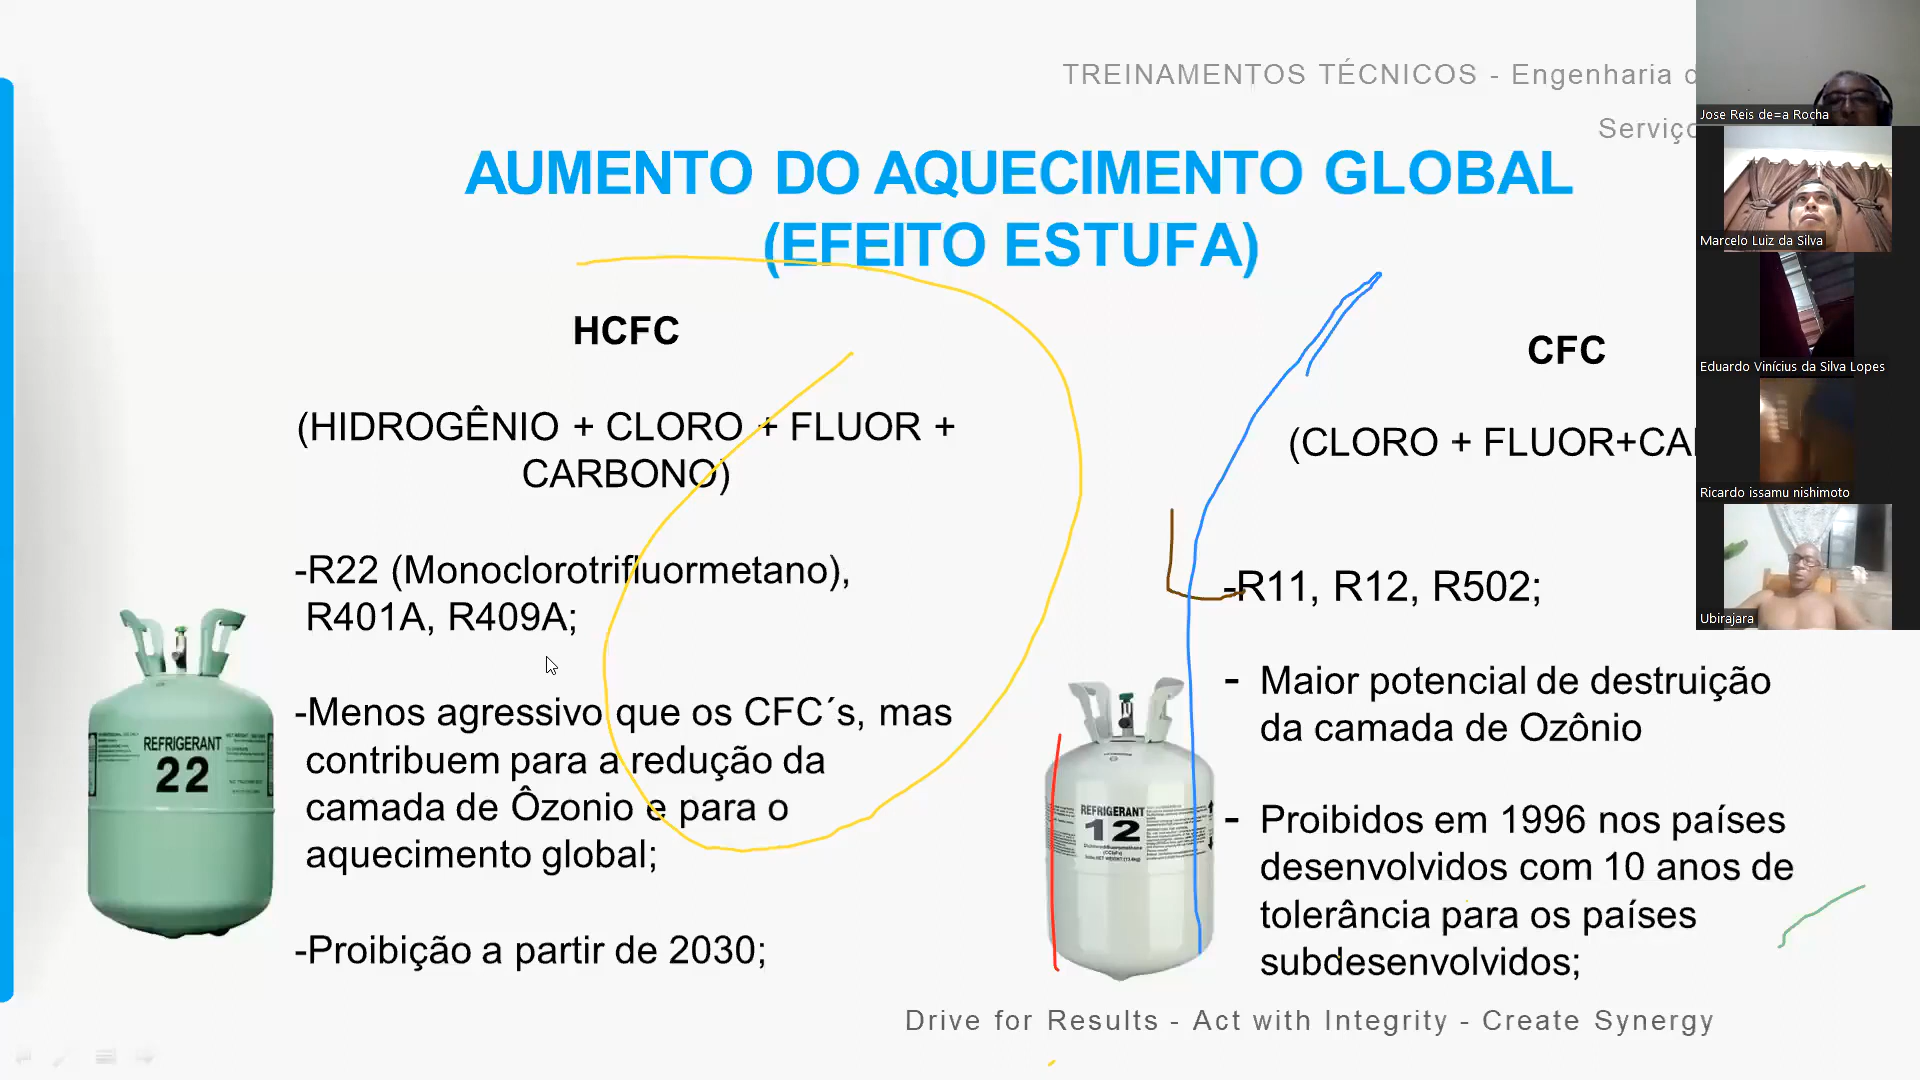 TREINAMENTOS TÉCNICOS - Engenharia d
Serviço
AUMENTO DO AQUECIMENTO GLOBAL
(EFEITO ESTUFA)
HCFC
(HIDROGÊNIO + CLORO + FLUOR +
CARBONO)
-R22 (Monoclorotrifluormetano),
R401A, R409A;
-Menos agressivo que os CFC´s, mas
contribuem para a redução da
camada de Ôzonio e para o
aquecimento global;
-Proibição a partir de 2030;
REFRIGERANT
22
CFC
(CLORO + FLUOR+CA
-R11, R12, R502;
- Maior potencial de destruição
da camada de Ozônio
- Proibidos em 1996 nos países
desenvolvidos com 10 anos de
tolerância para os países
subdesenvolvidos;
REFRIGERANT
12
Drive for Results - Act with Integrity - Create Synergy
Jose Reis de=a Rocha
Marcelo Luiz da Silva
Eduardo Vinícius da Silva Lopes
Ricardo issamu nishimoto
Ubirajara